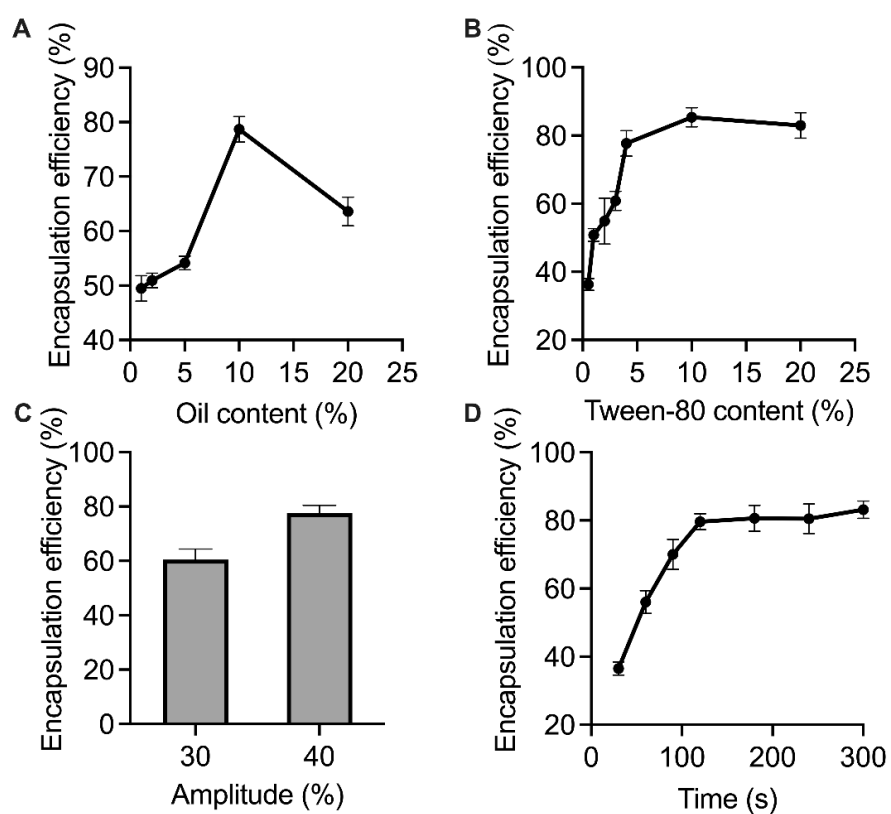 A
Encapsulation efficiency (%)
90
80
70
60
50
40
0 5 10 15 20 25
Oil content (%)
B
Encapsulation efficiency (%)
100
80
60
40
20
0 5 10 15 20 25
Tween-80 content (%)
C
Encapsulation efficiency (%)
100
80
60
40
20
0
30 40
Amplitude (%)
D
Encapsulation efficiency (%)
100
80
60
40
20
0 100 200 300
Time (s)